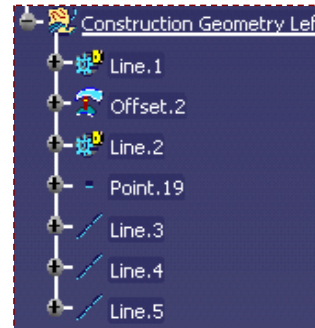 Construction Geometry Lef
Line.1
Offset.2
Line.2
Point.19
Line.3
Line.4
Line.5